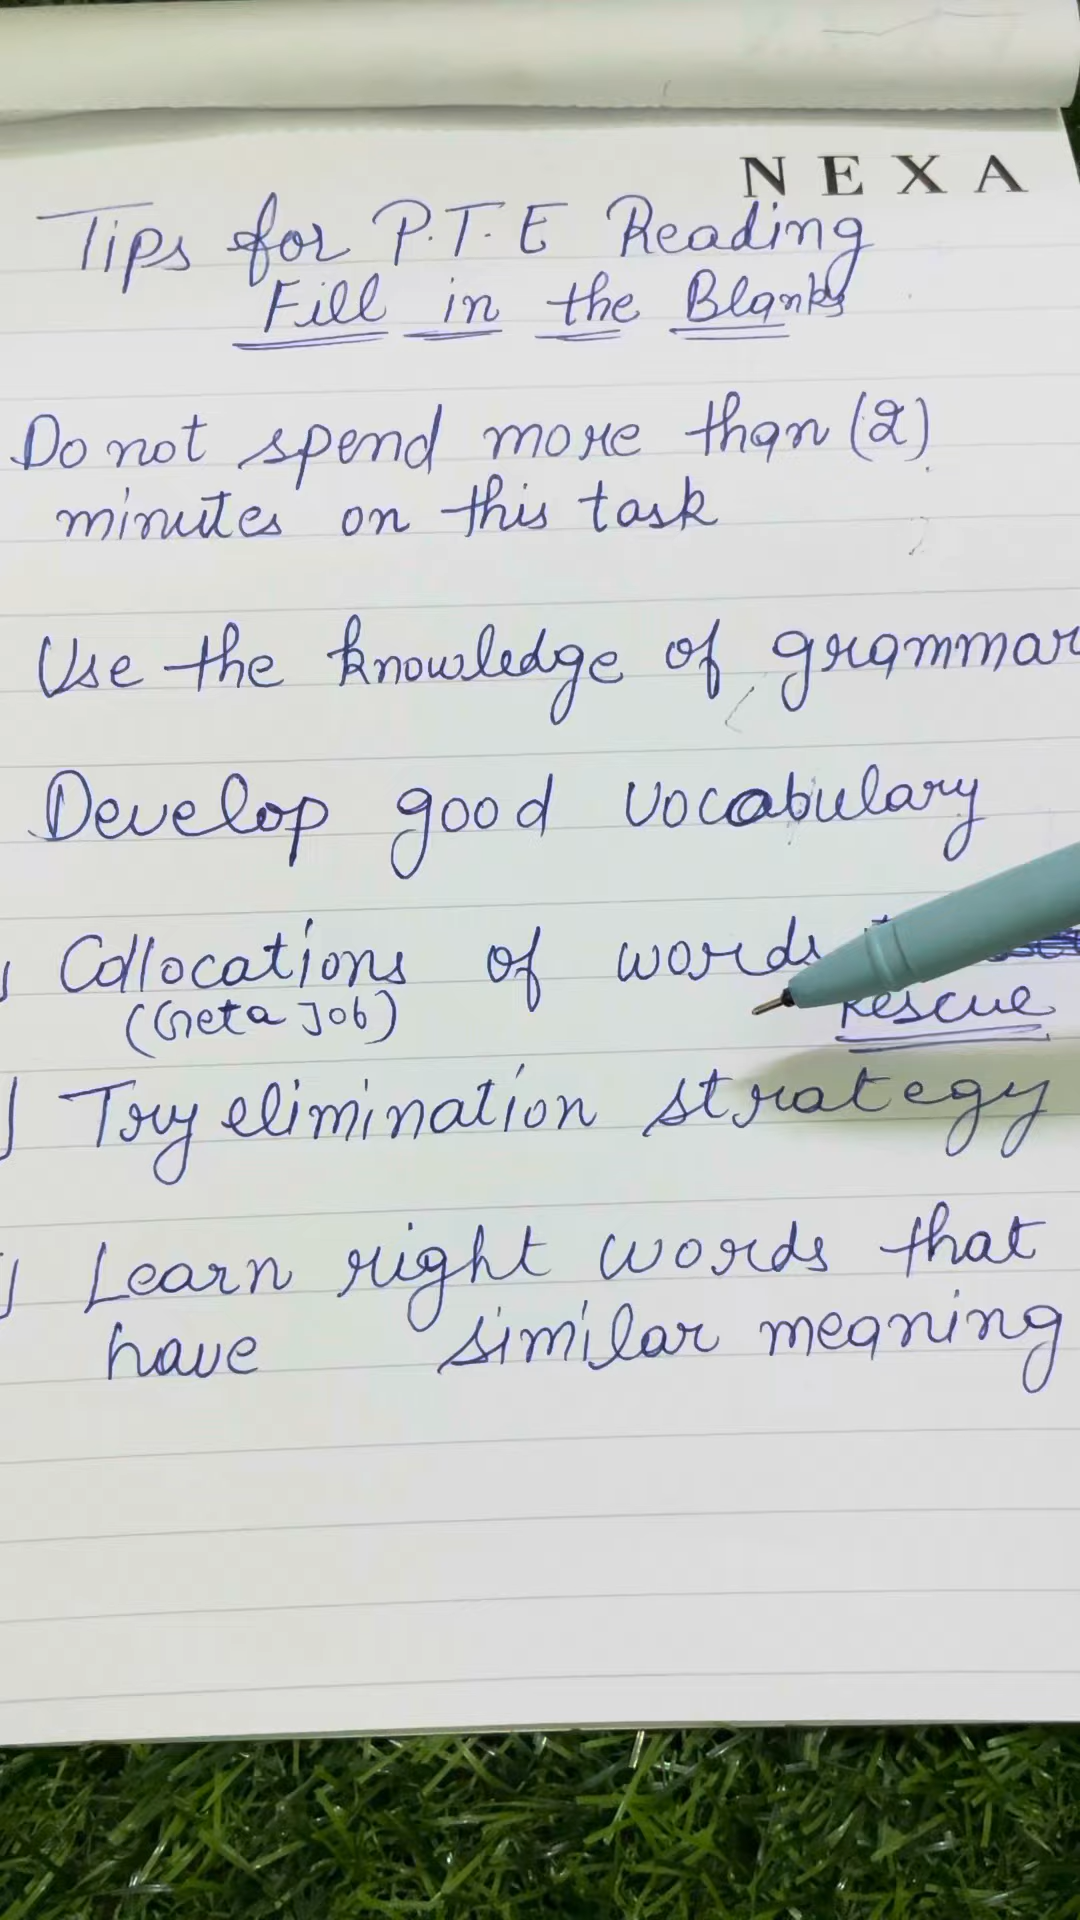 NEXA
Tips for P.T.E Reading
Fill in the Blanks
Do not spend more than (2)
minutes on this task
Use the knowledge of grammar
Develop good vocabulary
Collocations of words
(Get a Job) Rescue
Try elimination strategy
Learn right words that
have similar meaning